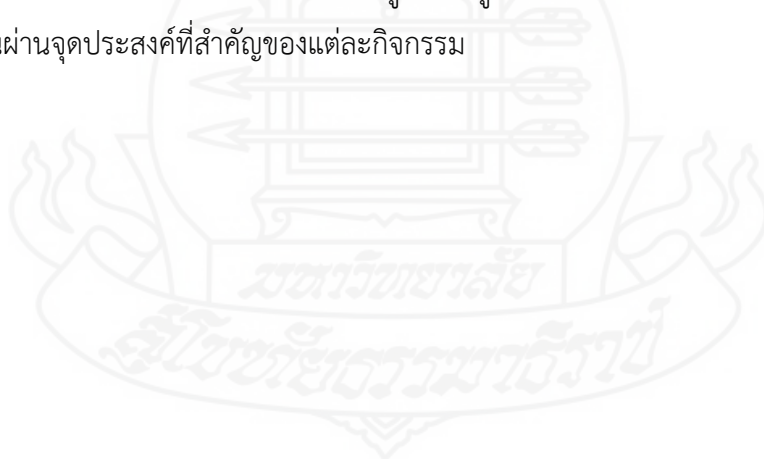 ผ่านจุดประสงค์ที่สำคัญของแต่ละกิจกรรม
มหาวิทยาลัย
สุโขทัยธรรมาธิราช